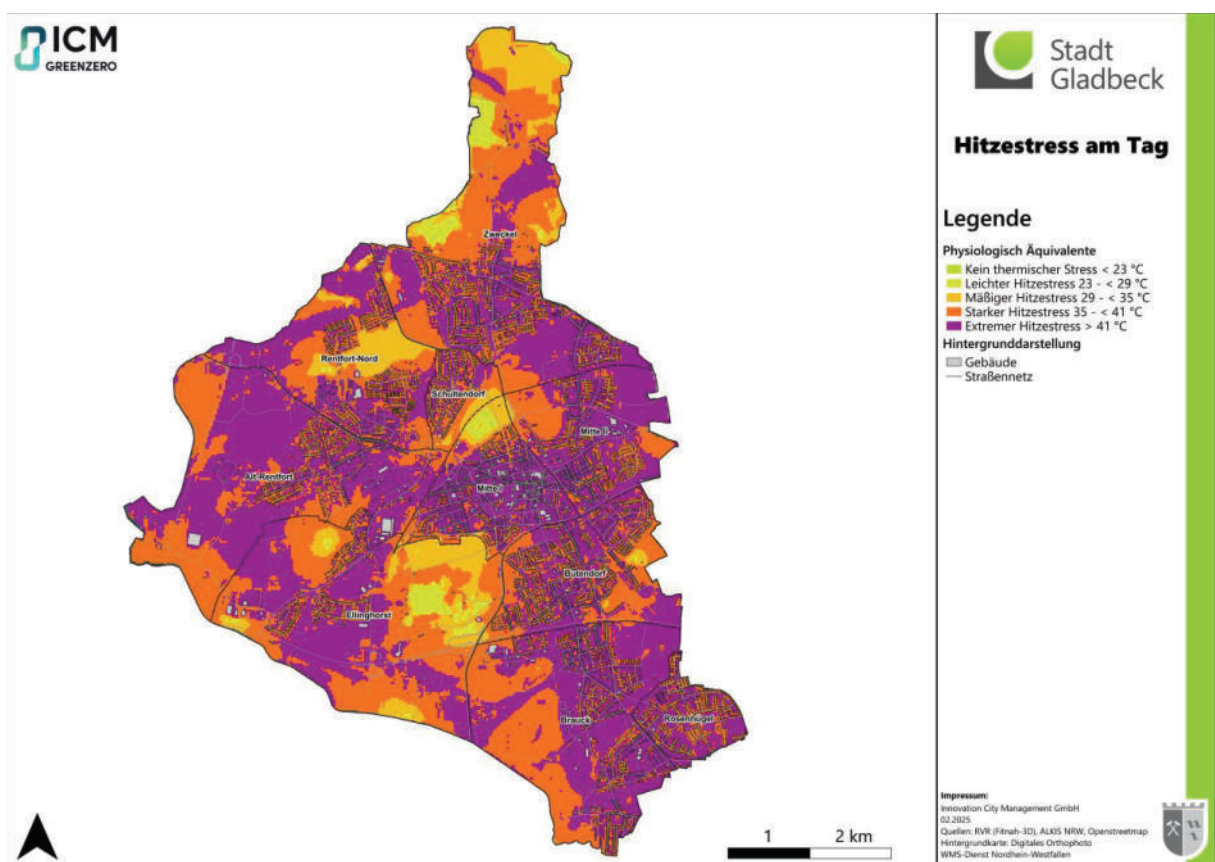 ICM
GREENZERO
Stadt
Gladbeck
Hitzestress am Tag
Legende
Physiologisch Äquivalente
Kein thermischer Stress < 23 °C
Leichter Hitzestress 23 - < 29 °C
Mäßiger Hitzestress 29 - < 35 °C
Starker Hitzestress 35 - < 41 °C
Extremer Hitzestress > 41 °C
Hintergrunddarstellung
Gebäude
Straßennetz
Zweckel
Rentfort-Nord
Schultendorf
Mitte II
Alt-Rentfort
Mitte I
Butendorf
Ellinghorst
Brauck
Rosenhügel
1 2 km
Impressum:
Innovation City Management GmbH
02.2025
Quellen: RVR (Fitnah-3D), ALKIS NRW, Openstreetmap
Hintergrundkarte: Digitales Orthophoto
WMS-Dienst Nordhein-Westfallen